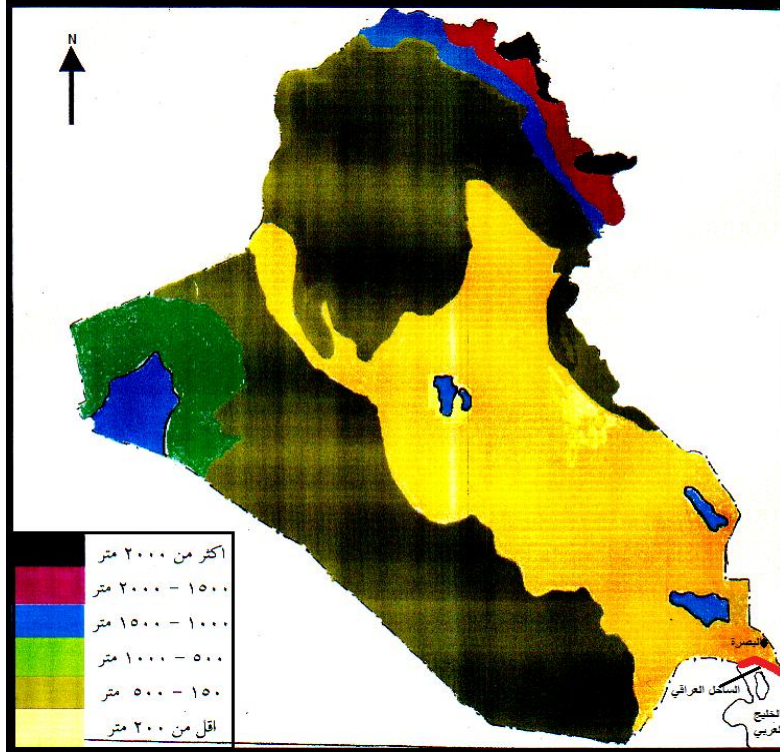 N
اكثر من ٢٠٠٠ متر
١٥٠٠ – ٢٠٠٠ متر
١٠٠٠ – ١٥٠٠ متر
٥٠٠ – ١٠٠٠ متر
١٥٠ – ٥٠٠ متر
اقل من ٢٠٠ متر
البصرة
الساحل العراقي
الخليج
العربي